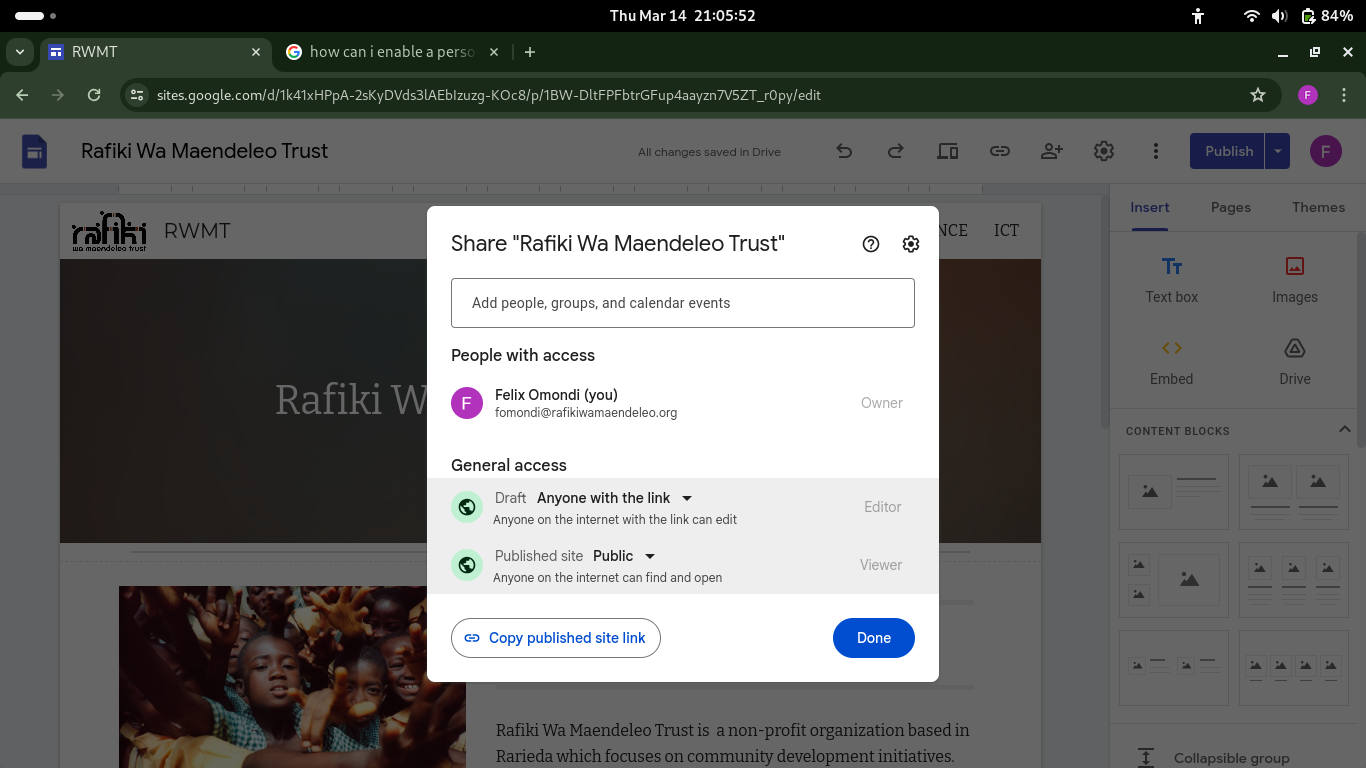 Thu Mar 14 21:05:52
84%
RWMT
how can i enable a perso
sites.google.com/d/1k41xHPpA-2sKyDVds3lAEbIzuzg-KOc8/p/1BW-DltFPFbtrGFup4aayzn7V5ZT_r0py/edit
F
Rafiki Wa Maendeleo Trust
All changes saved in Drive
Publish
F
rafiki
wa maendeleo trust
RWMT
NCE
ICT
Insert
Pages
Themes
Share "Rafiki Wa Maendeleo Trust"
Add people, groups, and calendar events
People with access
F
Felix Omondi (you)
fomondi@rafikiwamaendeleo.org
Owner
General access
Draft Anyone with the link
Anyone on the internet with the link can edit
Editor
Published site Public
Anyone on the internet can find and open
Viewer
Copy published site link
Done
Rafiki W
Rafiki Wa Maendeleo Trust is a non-profit organization based in
Rarieda which focuses on community development initiatives.
Text box
Images
Embed
Drive
CONTENT BLOCKS
Collapsible group